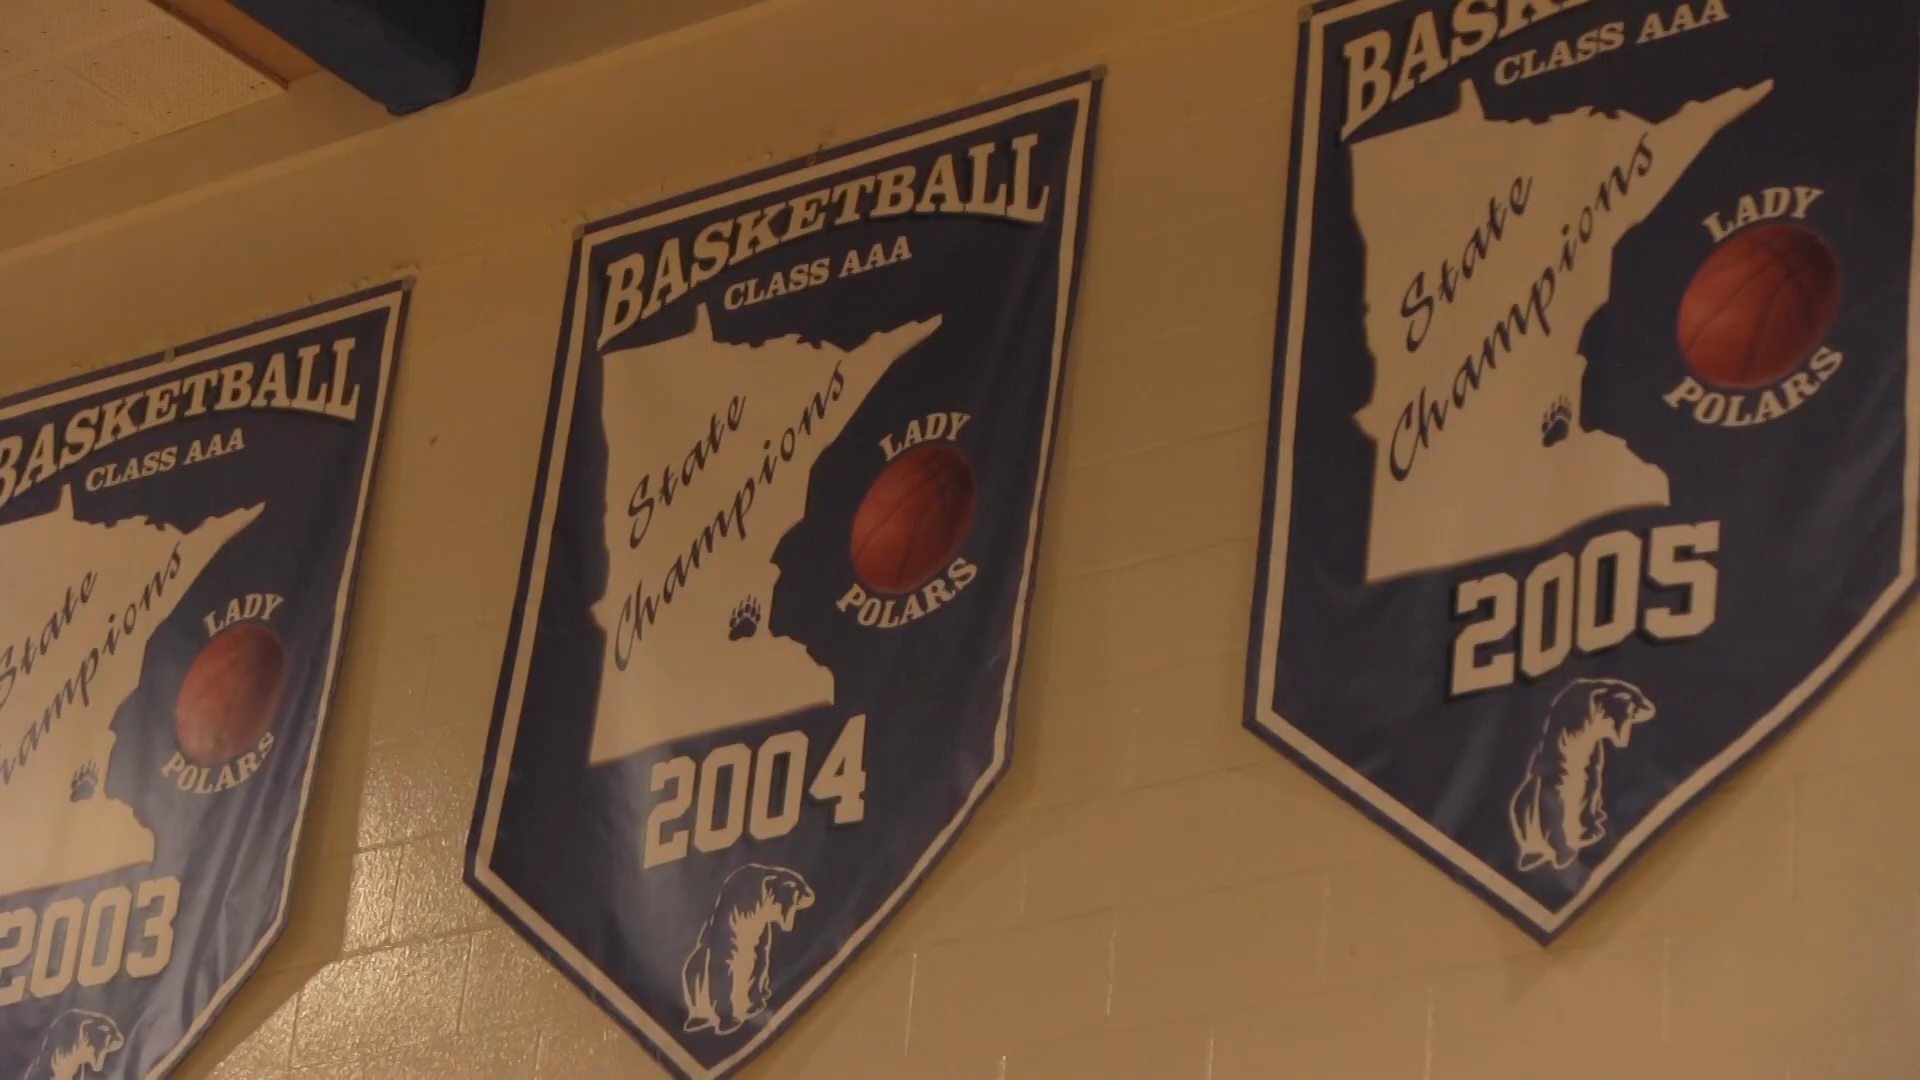 BASKETBALL
CLASS AAA
State
Champions
LADY
POLARS
2003
BASKETBALL
CLASS AAA
State
Champions
LADY
POLARS
2004
CLASS AAA
State
Champions
LADY
POLARS
2005